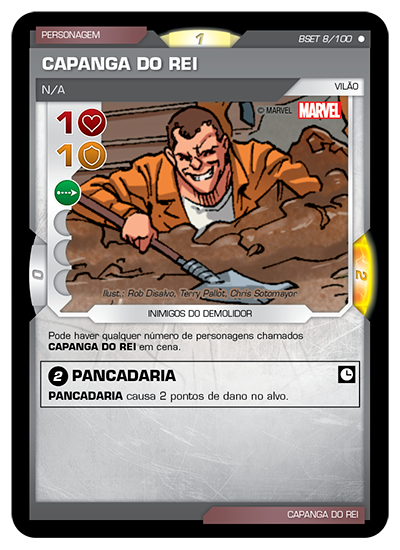 PERSONAGEM
1
BSET 8/100
CAPANGA DO REI
N/A
VILÃO
© MARVEL MARVEL
1
1
0
2
Illust.: Rob Disalvo, Terry Pallot, Chris Sotomayor
INIMIGOS DO DEMOLIDOR
Pode haver qualquer número de personagens chamados
CAPANGA DO REI em cena.
2 PANCADARIA
PANCADARIA causa 2 pontos de dano no alvo.
CAPANGA DO REI